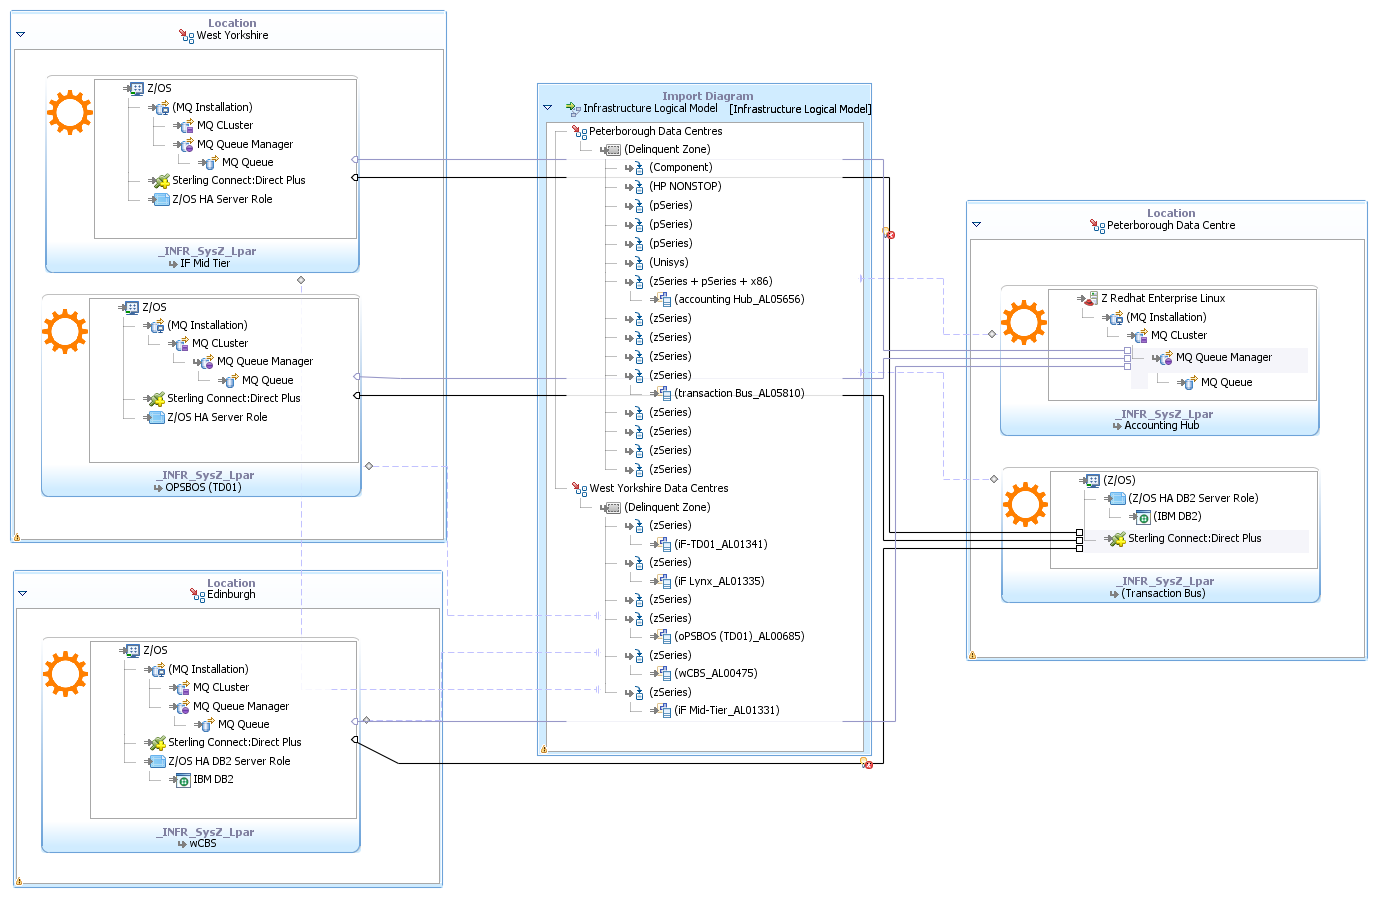 Location
West Yorkshire
Z/OS
(MQ Installation)
MQ CLuster
MQ Queue Manager
MQ Queue
Sterling Connect:Direct Plus
Z/OS HA Server Role
_INFR_SysZ_Lpar
IF Mid Tier
Z/OS
(MQ Installation)
MQ CLuster
MQ Queue Manager
MQ Queue
Sterling Connect:Direct Plus
Z/OS HA Server Role
_INFR_SysZ_Lpar
OPSBOS (TD01)
Location
Edinburgh
Z/OS
(MQ Installation)
MQ CLuster
MQ Queue Manager
MQ Queue
Sterling Connect:Direct Plus
Z/OS HA DB2 Server Role
IBM DB2
_INFR_SysZ_Lpar
wCBS
Import Diagram
Infrastructure Logical Model [Infrastructure Logical Model]
Peterborough Data Centres
(Delinquent Zone)
(Component)
(HP NONSTOP)
(pSeries)
(pSeries)
(pSeries)
(Unisys)
(zSeries + pSeries + x86)
(accounting Hub_AL05656)
(zSeries)
(zSeries)
(zSeries)
(zSeries)
(transaction Bus_AL05810)
(zSeries)
(zSeries)
(zSeries)
(zSeries)
West Yorkshire Data Centres
(Delinquent Zone)
(zSeries)
(iF-TD01_AL01341)
(zSeries)
(iF Lynx_AL01335)
(zSeries)
(zSeries)
(oPSBOS (TD01)_AL00685)
(zSeries)
(wCBS_AL00475)
(zSeries)
(iF Mid-Tier_AL01331)
Location
Peterborough Data Centre
Z Redhat Enterprise Linux
(MQ Installation)
MQ CLuster
MQ Queue Manager
MQ Queue
_INFR_SysZ_Lpar
Accounting Hub
(Z/OS)
(Z/OS HA DB2 Server Role)
(IBM DB2)
Sterling Connect:Direct Plus
_INFR_SysZ_Lpar
(Transaction Bus)